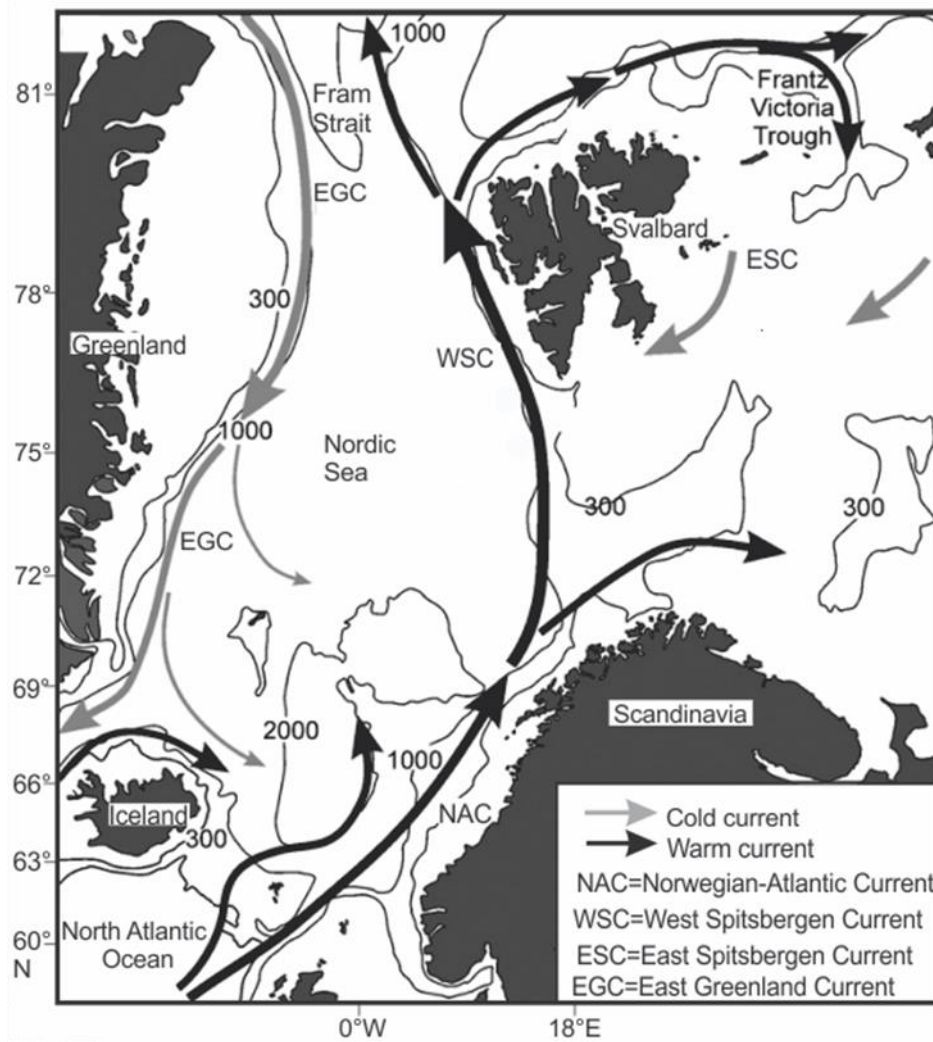 1000
81°
Fram
Strait
Frantz
Victoria
Trough
EGC
Svalbard
ESC
78°
300
Greenland
WSC
1000
75°
Nordic
Sea
300
300
EGC
72°
69°
Scandinavia
2000
1000
66°
Iceland
300
NAC
63°
North Atlantic
Ocean
60°
N
Cold current
Warm current
NAC=Norwegian-Atlantic Current
WSC=West Spitsbergen Current
ESC=East Spitsbergen Current
EGC=East Greenland Current
0°W
18°E